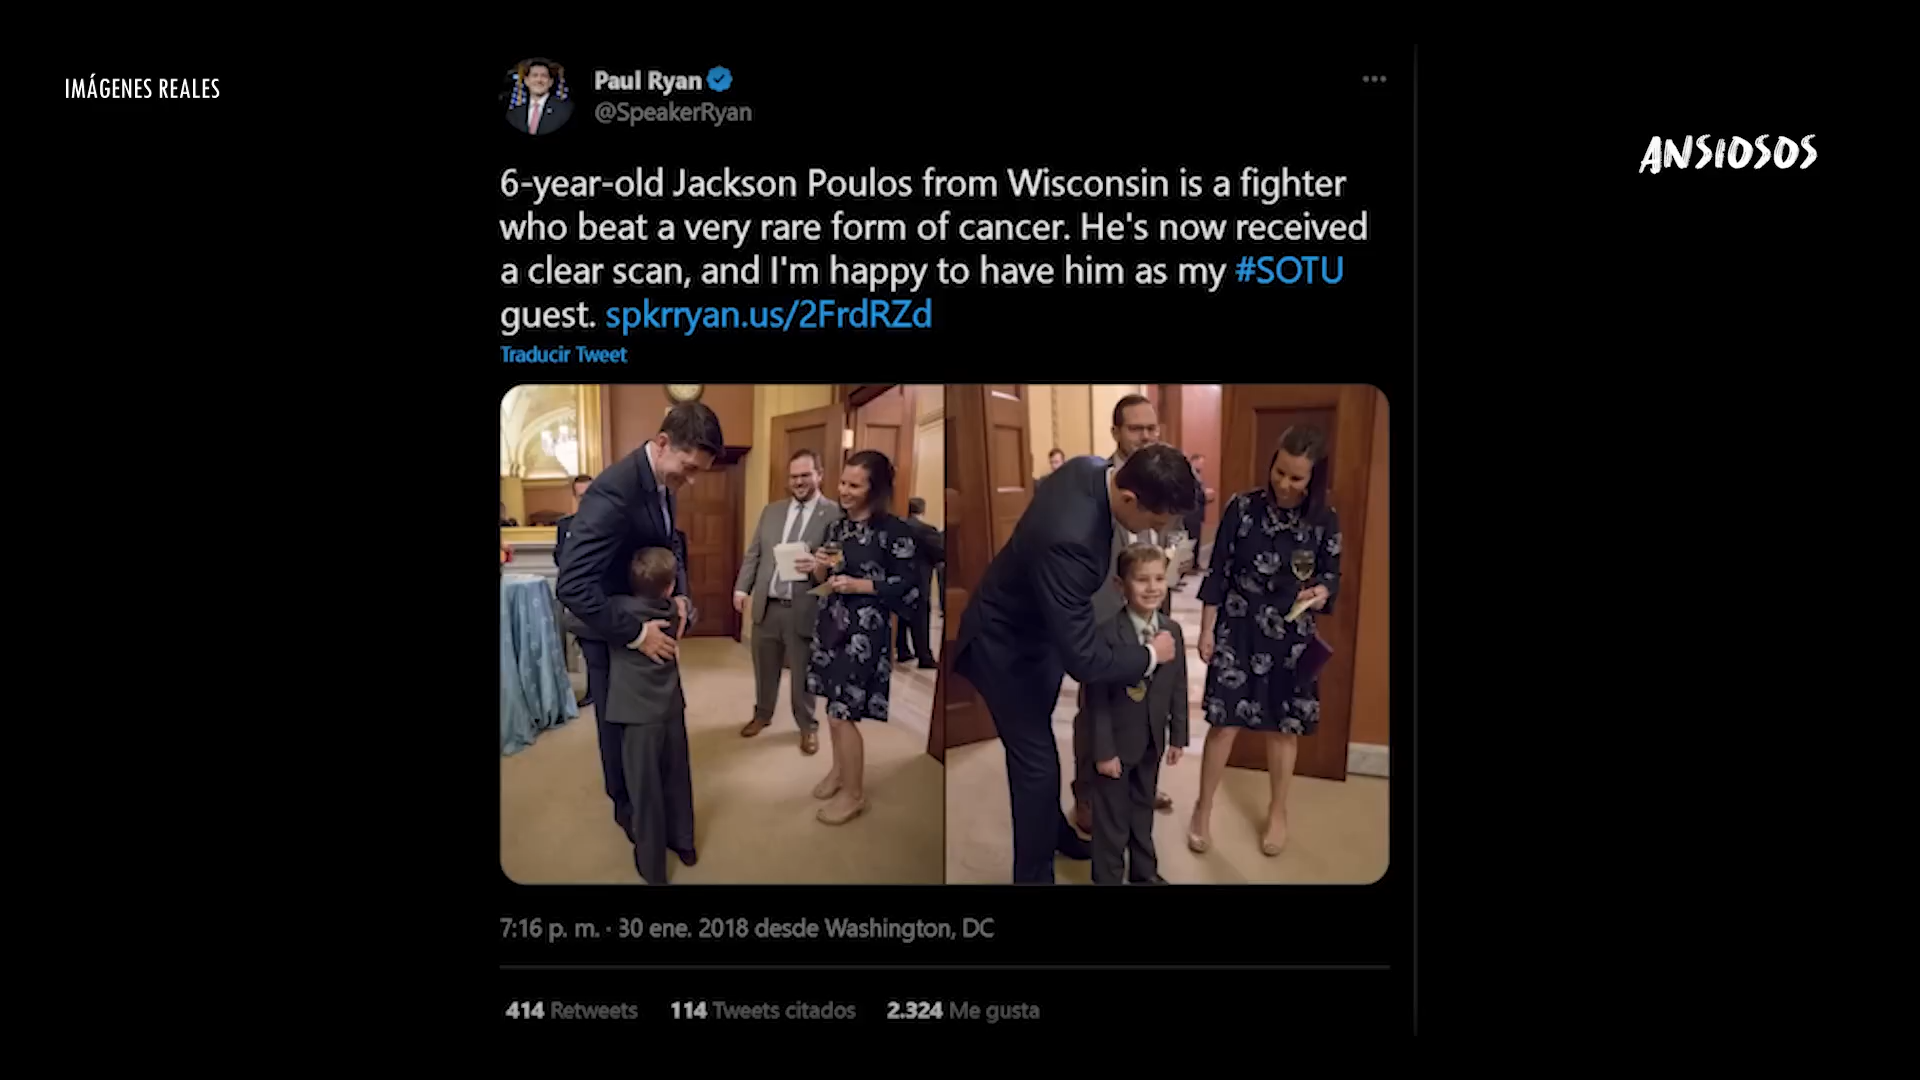 IMÁGENES REALES
Paul Ryan
@SpeakerRyan
ANSIOSOS
6-year-old Jackson Poulos from Wisconsin is a fighter
who beat a very rare form of cancer. He's now received
a clear scan, and I'm happy to have him as my #SOTU
guest. spkrryan.us/2FrdRZd
Traducir Tweet
7:16 p. m. · 30 ene. 2018 desde Washington, DC
414 Retweets 114 Tweets citados 2.324 Me gusta